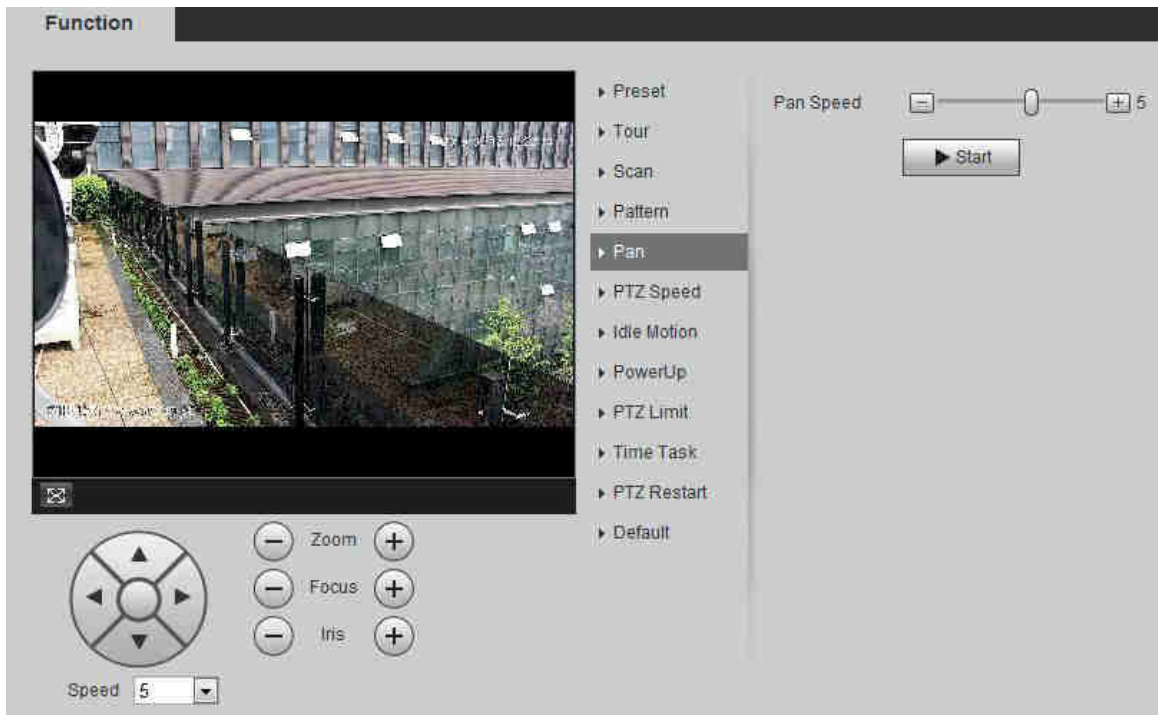 Function
Preset
Tour
Scan
Pattern
Pan
PTZ Speed
Idle Motion
PowerUp
PTZ Limit
Time Task
PTZ Restart
Default
Pan Speed 5
Start
Zoom
Focus
Iris
Speed 5